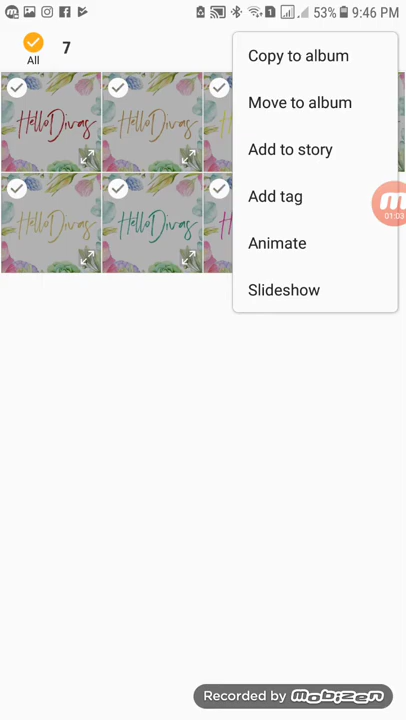 1
53%
9:46 PM
All
7
Copy to album
Move to album
Add to story
Add tag
Animate
Slideshow
HelloDivas
HelloDivas
HelloDivas
HelloDivas
01:03
Recorded by mobizen